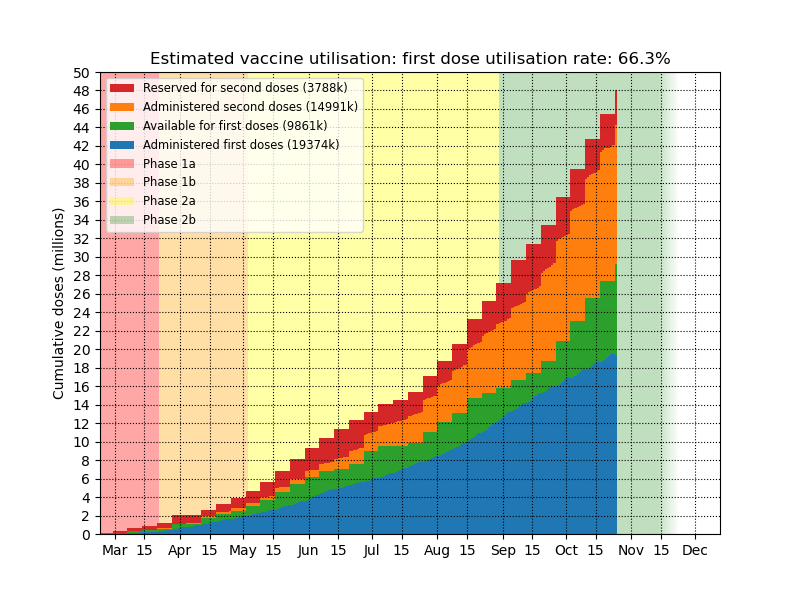 Estimated vaccine utilisation: first dose utilisation rate: 66.3%
Cumulative doses (millions)
50
48
46
44
42
40
38
36
34
32
30
28
26
24
22
20
18
16
14
12
10
8
6
4
2
0
Reserved for second doses (3788k)
Administered second doses (14991k)
Available for first doses (9861k)
Administered first doses (19374k)
Phase 1a
Phase 1b
Phase 2a
Phase 2b
Mar 15 Apr 15 May 15 Jun 15 Jul 15 Aug 15 Sep 15 Oct 15 Nov 15 Dec